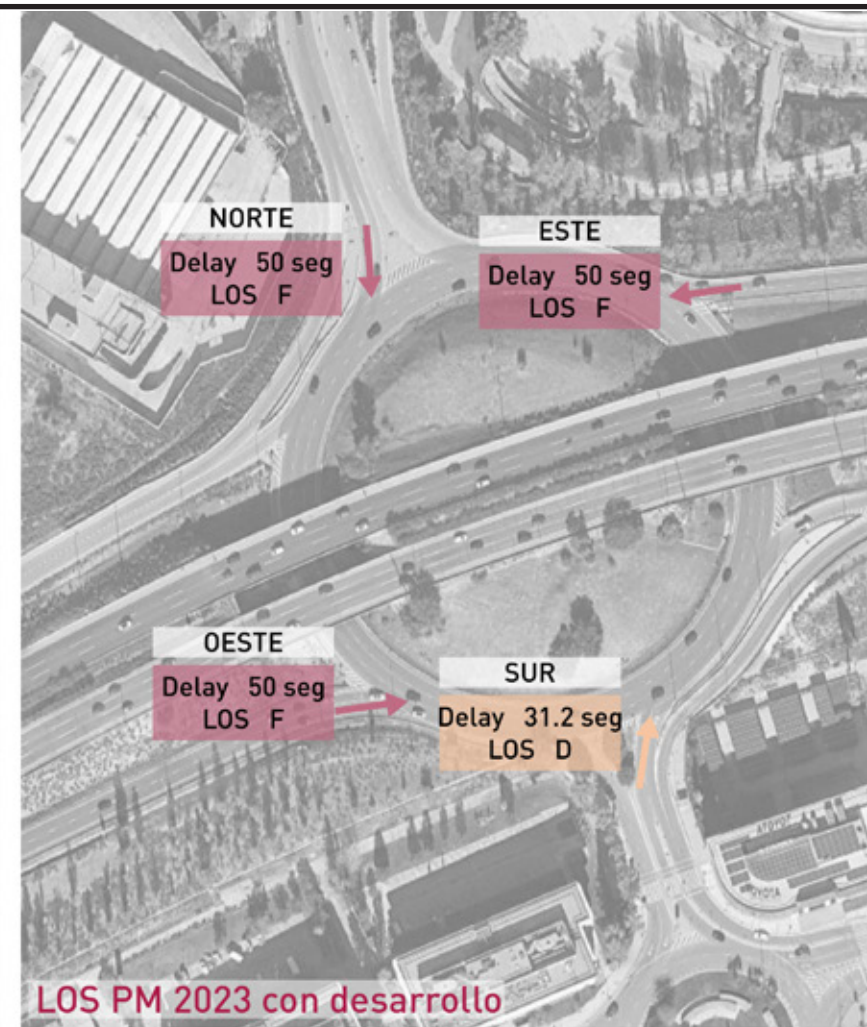 NORTE
Delay 50 seg
LOS F
ESTE
Delay 50 seg
LOS F
OESTE
Delay 50 seg
LOS F
SUR
Delay 31.2 seg
LOS D
TOYOTA
LOS PM 2023 con desarrollo